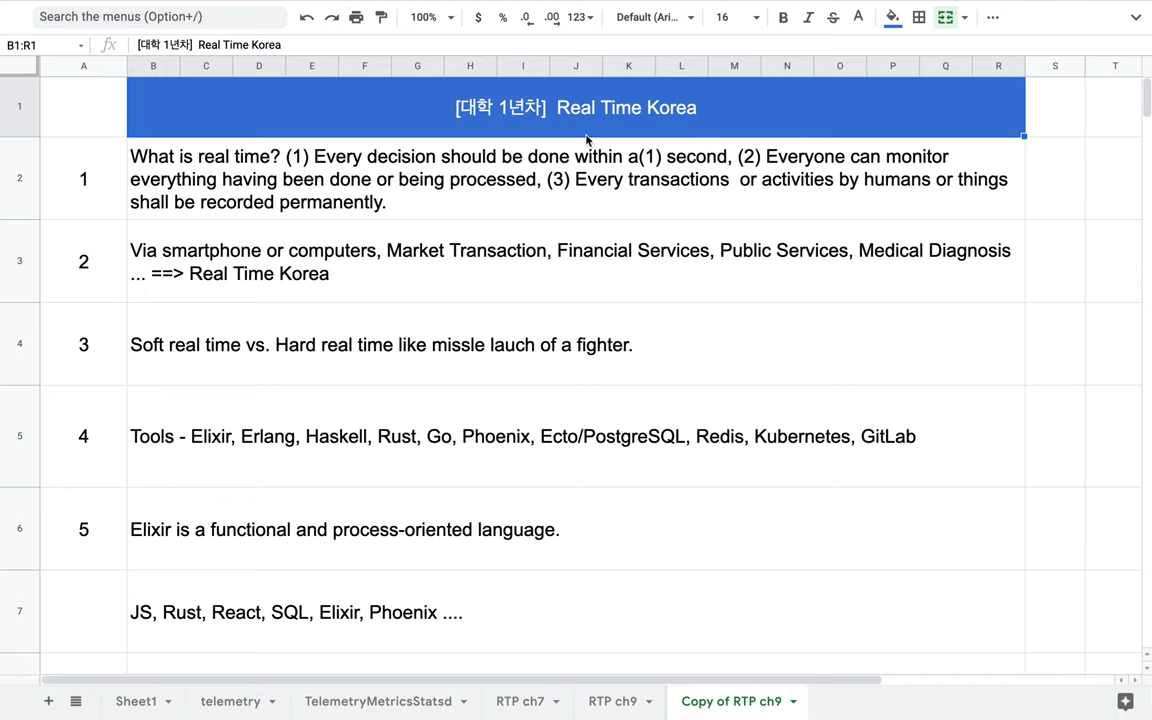 Search the menus (Option+/)
100%
$ % .0 .00 123
Default (Ari...
16
B I S A
B1:R1
fx [대학 1년차] Real Time Korea
A B C D E F G H I J K L M N O P Q R S T
1 [대학 1년차] Real Time Korea
2 1 What is real time? (1) Every decision should be done within a(1) second, (2) Everyone can monitor
everything having been done or being processed, (3) Every transactions or activities by humans or things
shall be recorded permanently.
3 2 Via smartphone or computers, Market Transaction, Financial Services, Public Services, Medical Diagnosis
... ==> Real Time Korea
4 3 Soft real time vs. Hard real time like missle lauch of a fighter.
5 4 Tools - Elixir, Erlang, Haskell, Rust, Go, Phoenix, Ecto/PostgreSQL, Redis, Kubernetes, GitLab
6 5 Elixir is a functional and process-oriented language.
7 JS, Rust, React, SQL, Elixir, Phoenix ....
Sheet1 telemetry TelemetryMetricsStatsd RTP ch7 RTP ch9 Copy of RTP ch9